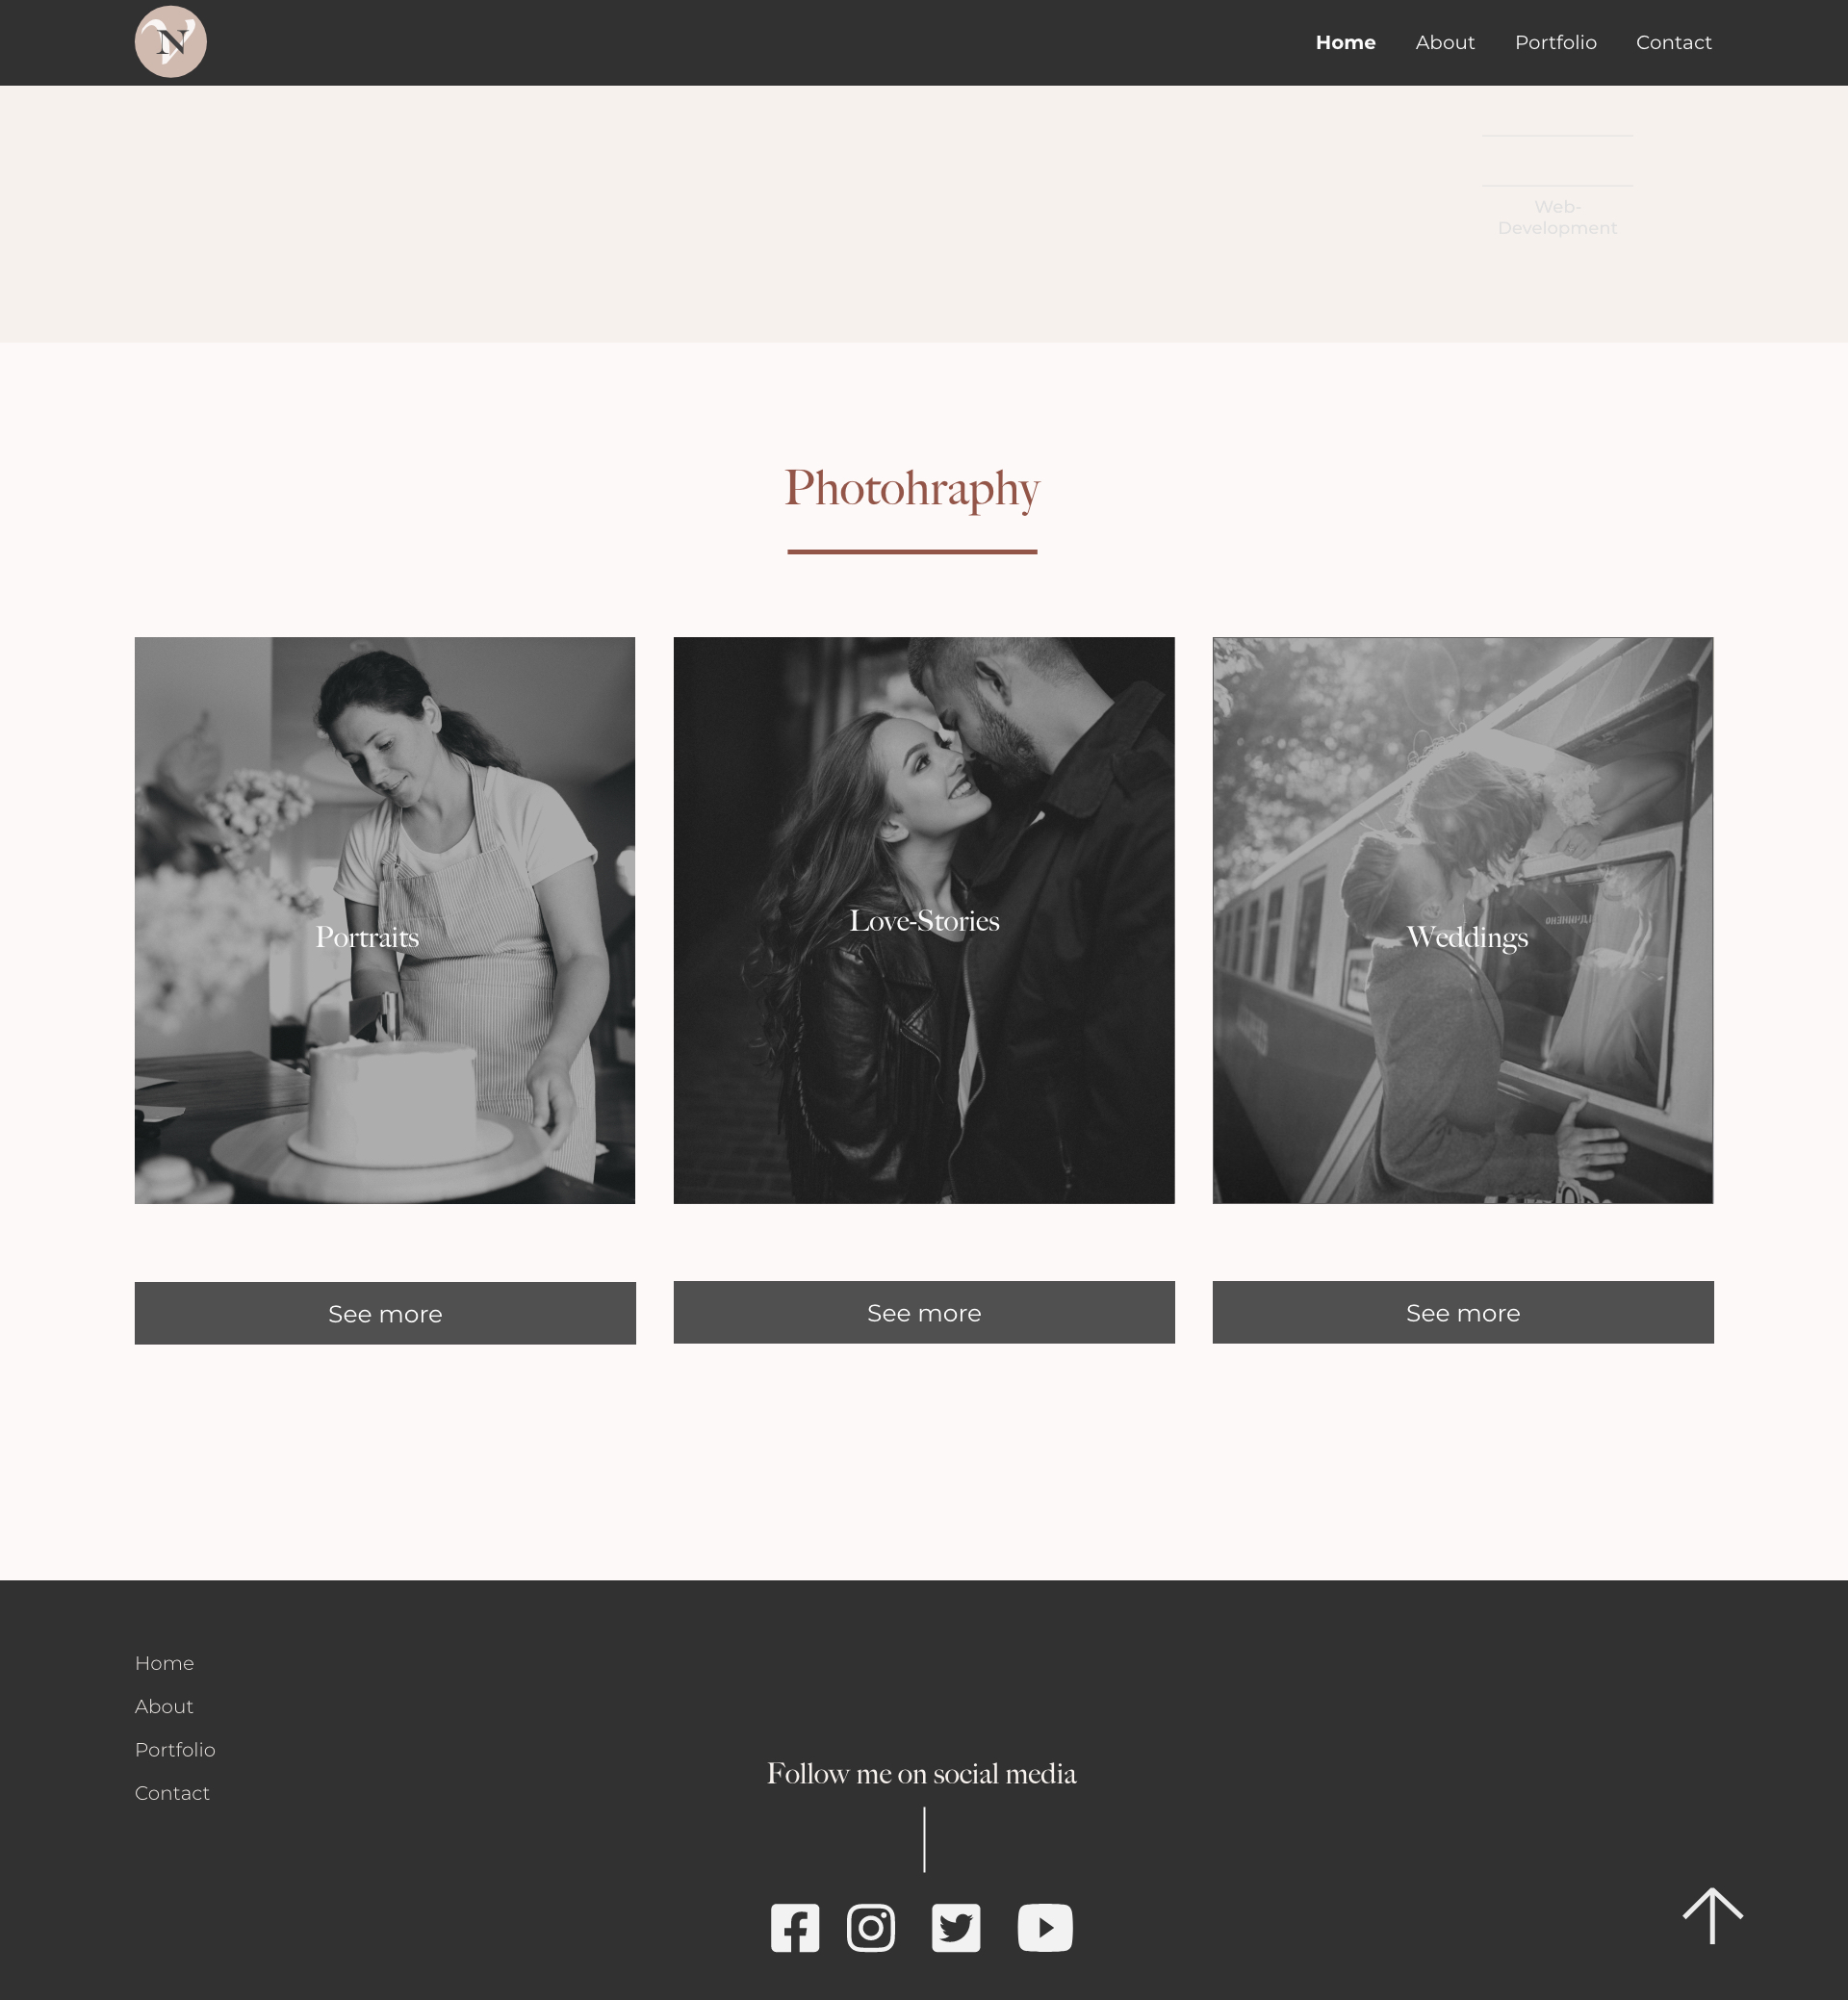 N
Home About Portfolio Contact
Web-
Development
Photohraphy
Portraits
Love-Stories
Weddings
See more
See more
See more
Home
About
Portfolio
Contact
Follow me on social media